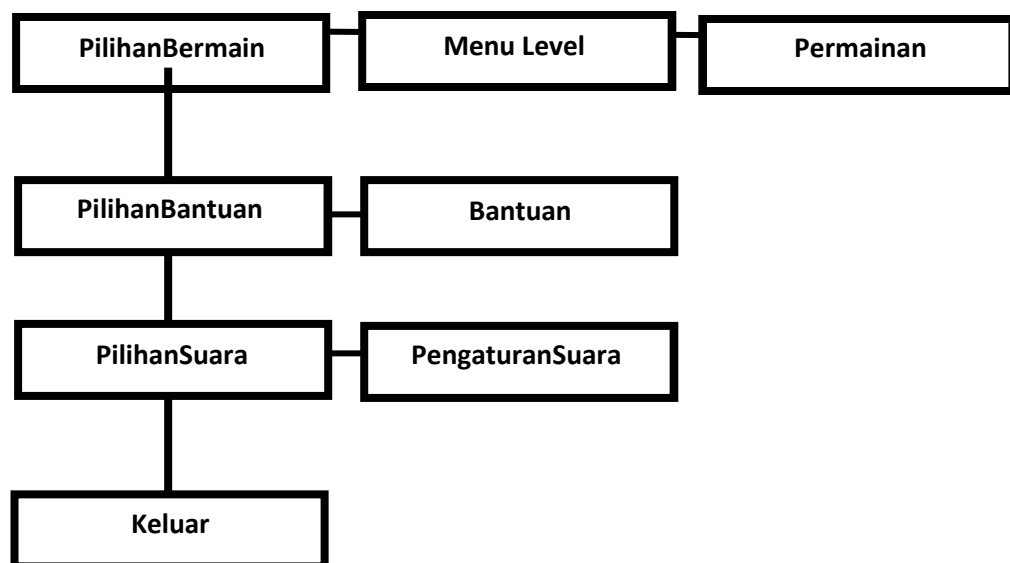 PilihanBermain
Menu Level
Permainan
PilihanBantuan
Bantuan
PilihanSuara
PengaturanSuara
Keluar